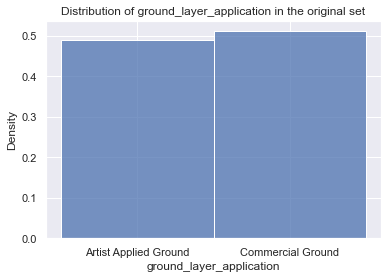 Distribution of ground_layer_application in the original set
Density
0.5
0.4
0.3
0.2
0.1
0.0
Artist Applied Ground
Commercial Ground
ground_layer_application